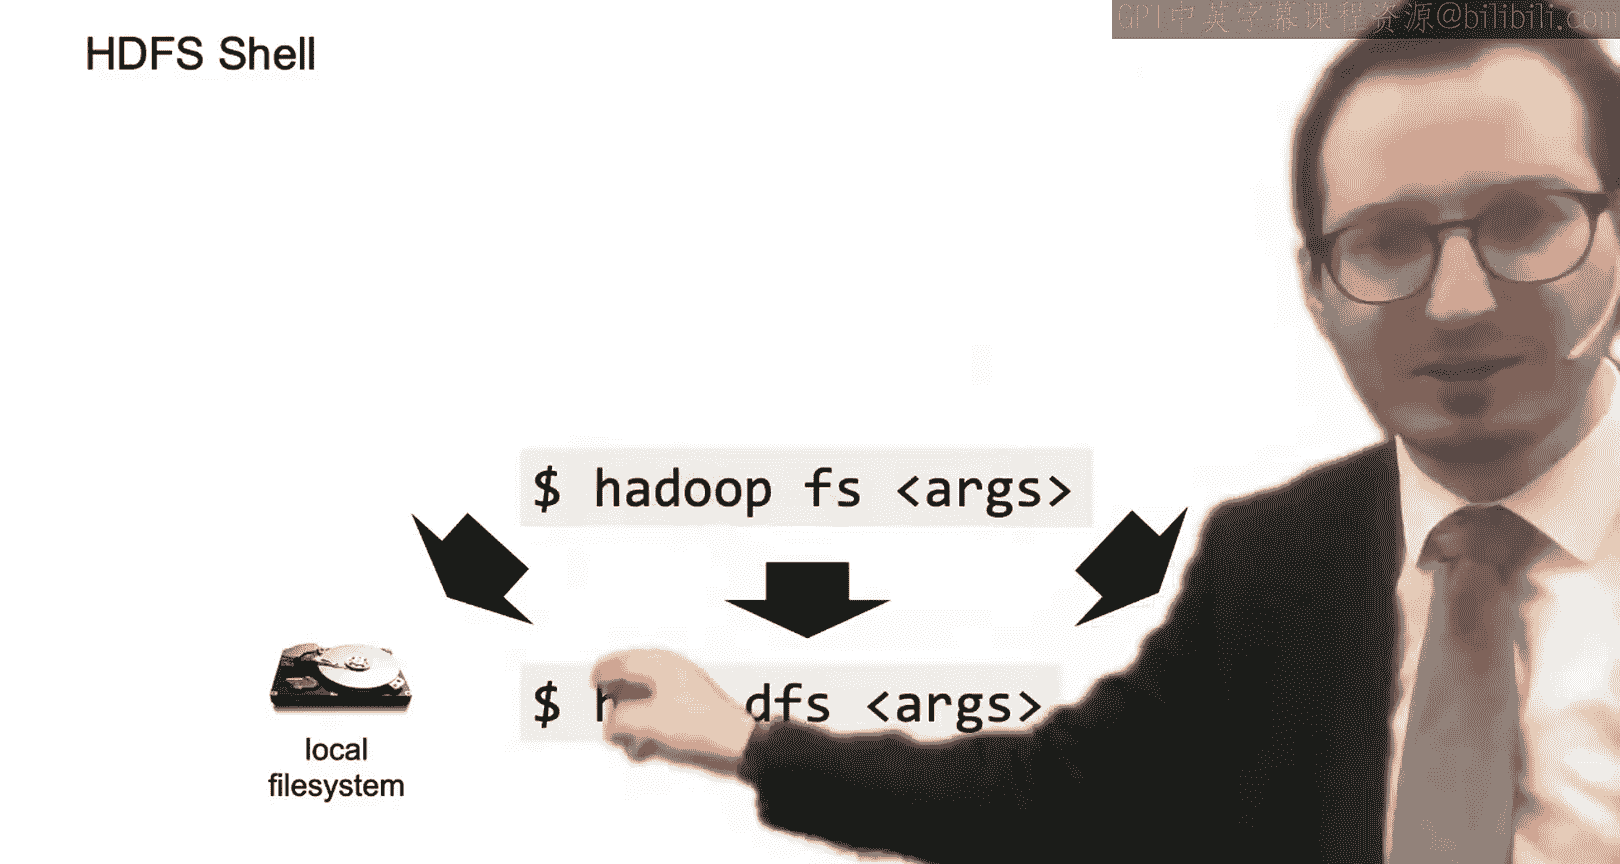 HDFS Shell
GPT中英字幕课程资源@bilibili.com
$ hadoop fs <args>
$ h dfs <args>
local
filesystem